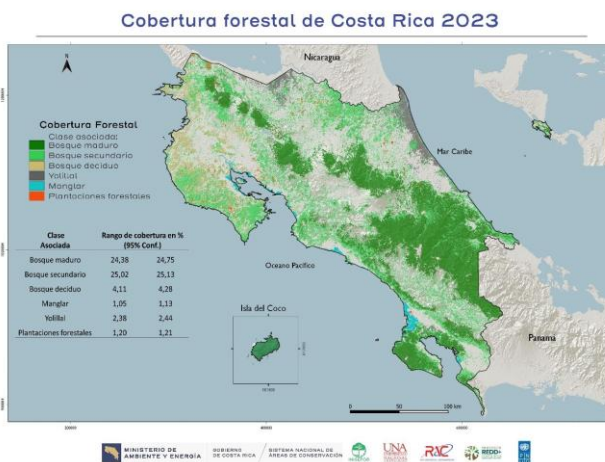 Cobertura forestal de Costa Rica 2023
N
Nicaragua
Mar Caribe
Cobertura Forestal
Clase asociada:
Bosque maduro
Bosque secundario
Bosque deciduo
Yolillal
Manglar
Plantaciones forestales
Clase Asociada Rango de cobertura en % (95% Conf.)
Bosque maduro 24,38 24,75
Bosque secundario 25,02 25,13
Bosque deciduo 4,11 4,28
Manglar 1,05 1,13
Yolillal 2,38 2,44
Plantaciones forestales 1,20 1,21
Oceano Pacífico
Isla del Coco
Panama
0 50 100 km
MINISTERIO DE AMBIENTE Y ENERGÍA
GOBIERNO DE COSTA RICA
SISTEMA NACIONAL DE ÁREAS DE CONSERVACIÓN
UNA
REDD+